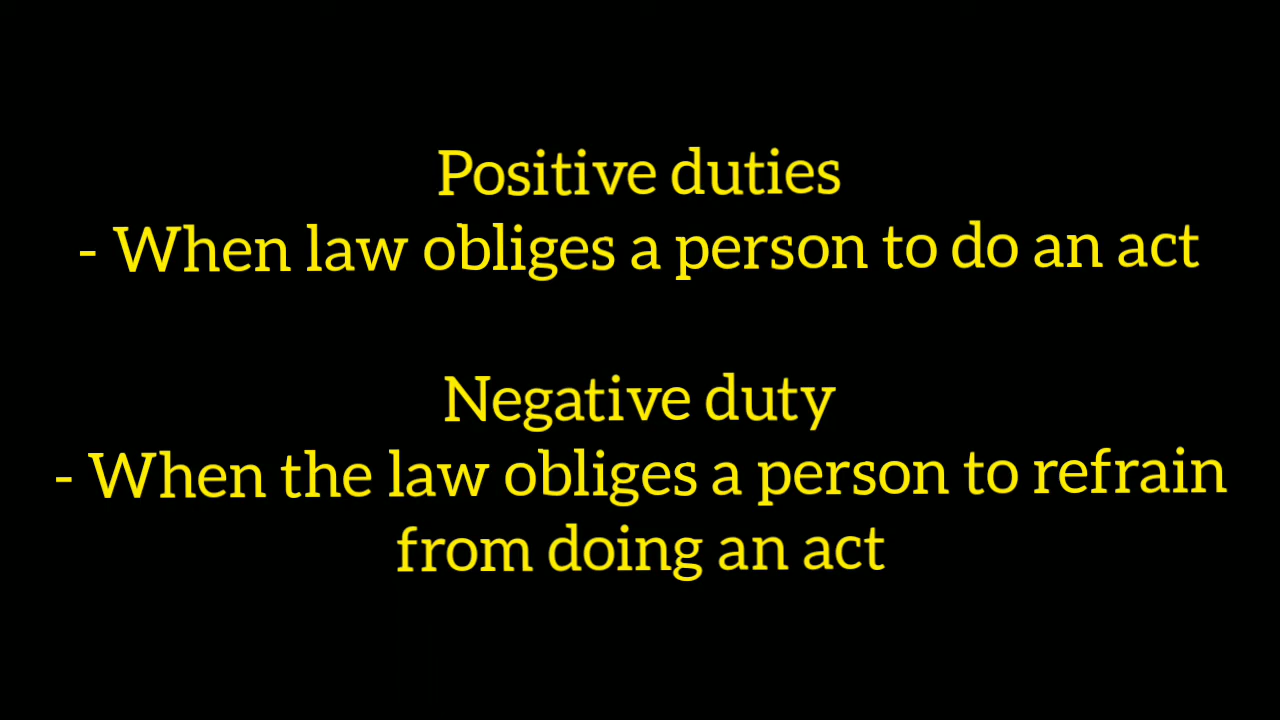 Positive duties
- When law obliges a person to do an act
Negative duty
- When the law obliges a person to refrain
from doing an act